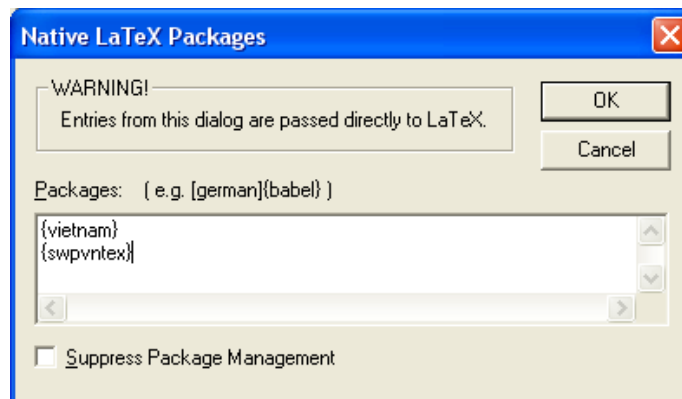 Native LaTeX Packages
WARNING!
Entries from this dialog are passed directly to LaTeX.
OK
Cancel
Packages: ( e.g. [german]{babel} )
{vietnam}
{swpvntex}
Suppress Package Management